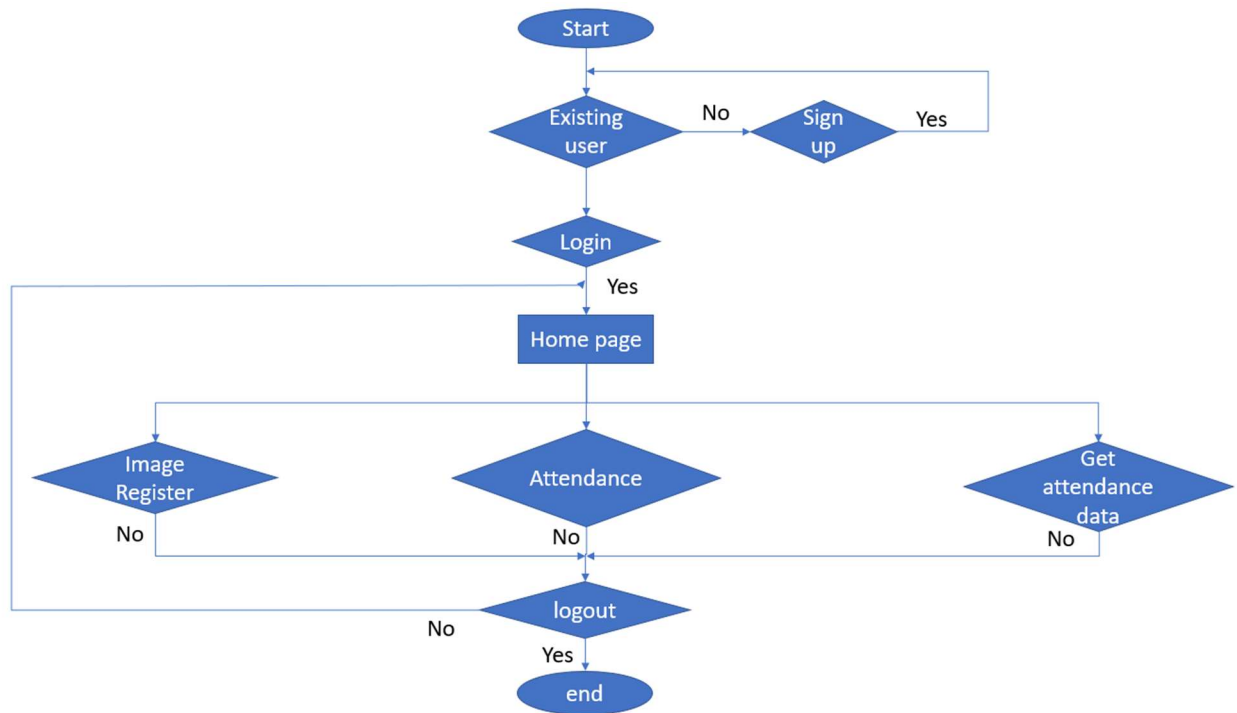 Start
Existing
user
No
Sign
up
Yes
Login
Yes
Home page
Image
Register
Attendance
Get
attendance
data
No
No
No
logout
No
Yes
end